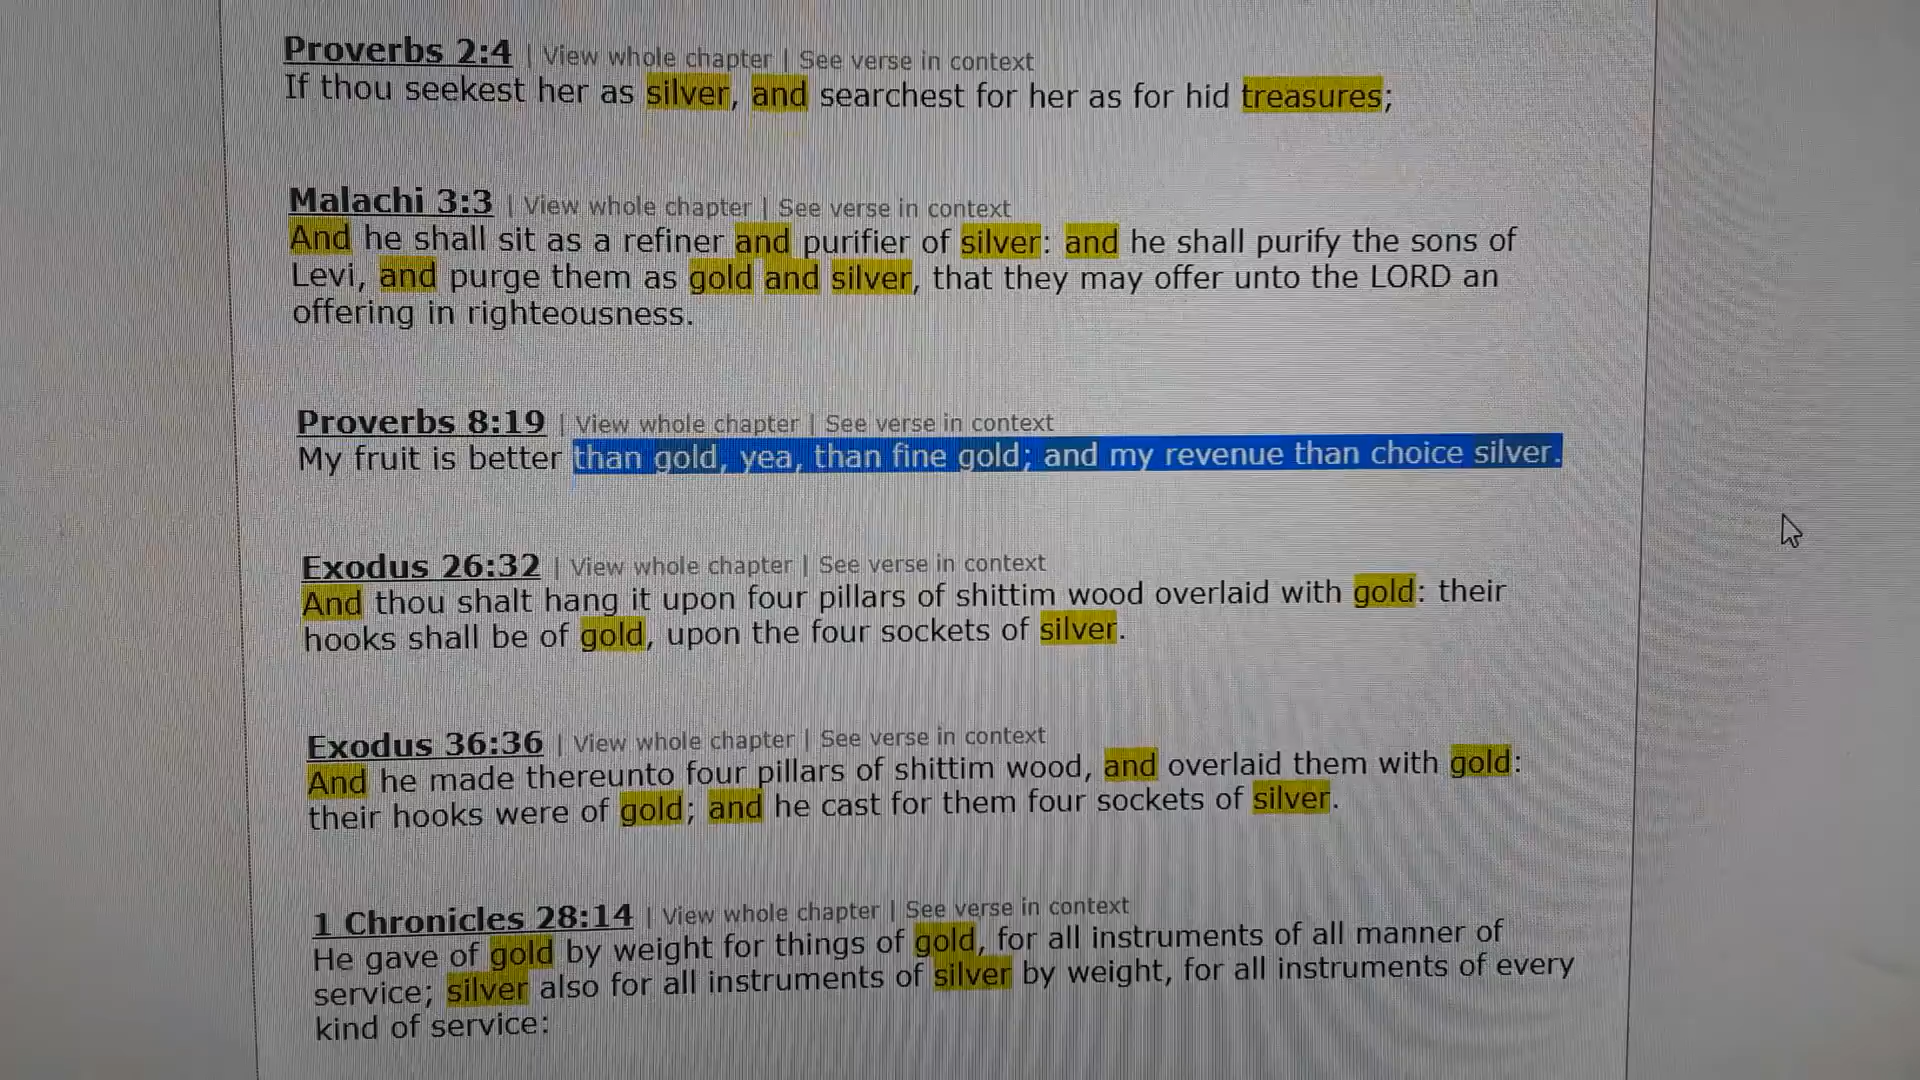 Proverbs 2:4 | View whole chapter | See verse in context
If thou seekest her as silver, and searchest for her as for hid treasures;
Malachi 3:3 | View whole chapter | See verse in context
And he shall sit as a refiner and purifier of silver: and he shall purify the sons of
Levi, and purge them as gold and silver, that they may offer unto the LORD an
offering in righteousness.
Proverbs 8:19 | View whole chapter | See verse in context
My fruit is better than gold, yea, than fine gold; and my revenue than choice silver.
Exodus 26:32 | View whole chapter | See verse in context
And thou shalt hang it upon four pillars of shittim wood overlaid with gold: their
hooks shall be of gold, upon the four sockets of silver.
Exodus 36:36 | View whole chapter | See verse in context
And he made thereunto four pillars of shittim wood, and overlaid them with gold:
their hooks were of gold; and he cast for them four sockets of silver.
1 Chronicles 28:14 | View whole chapter | See verse in context
He gave of gold by weight for things of gold, for all instruments of all manner of
service; silver also for all instruments of silver by weight, for all instruments of every
kind of service: